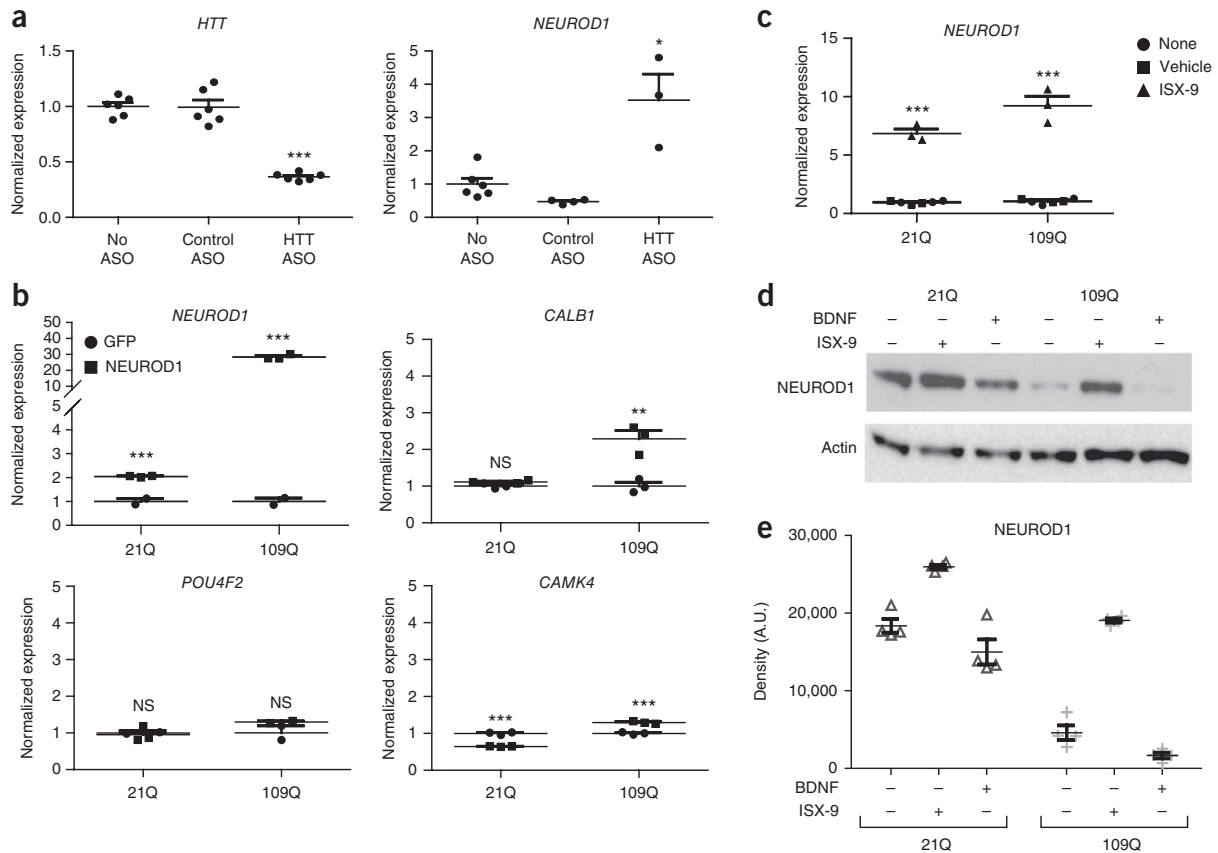 a
HTT
Normalized expression
1.5
1.0
0.5
0.0
***
No ASO
Control ASO
HTT ASO
NEUROD1
Normalized expression
5
4
3
2
1
0
*
No ASO
Control ASO
HTT ASO
c
NEUROD1
Normalized expression
15
10
5
0
***
***
21Q
109Q
None
Vehicle
ISX-9
b
NEUROD1
Normalized expression
50
40
30
20
10
5
4
3
2
1
0
GFP
NEUROD1
***
***
21Q
109Q
CALB1
Normalized expression
5
4
3
2
1
0
NS
**
21Q
109Q
POU4F2
Normalized expression
5
4
3
2
1
0
NS
NS
21Q
109Q
CAMK4
Normalized expression
5
4
3
2
1
0
***
***
21Q
109Q
d
21Q 109Q
BDNF – – + – – +
ISX-9 – + – – + –
NEUROD1
Actin
e
NEUROD1
Density (A.U.)
30,000
20,000
10,000
0
BDNF – – + – – +
ISX-9 – + – – + –
21Q 109Q